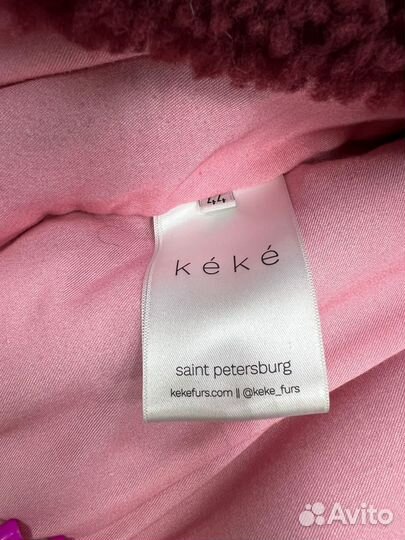 44
kéké
saint petersburg
kekefurs.com || @keke_furs
Avito